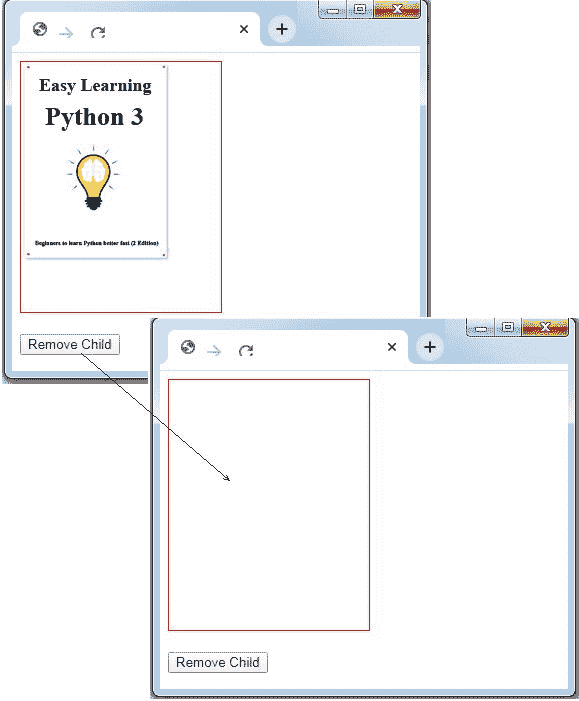 Easy Learning
Python 3
Beginners to learn Python better fast (2 Edition)
Remove Child
Remove Child